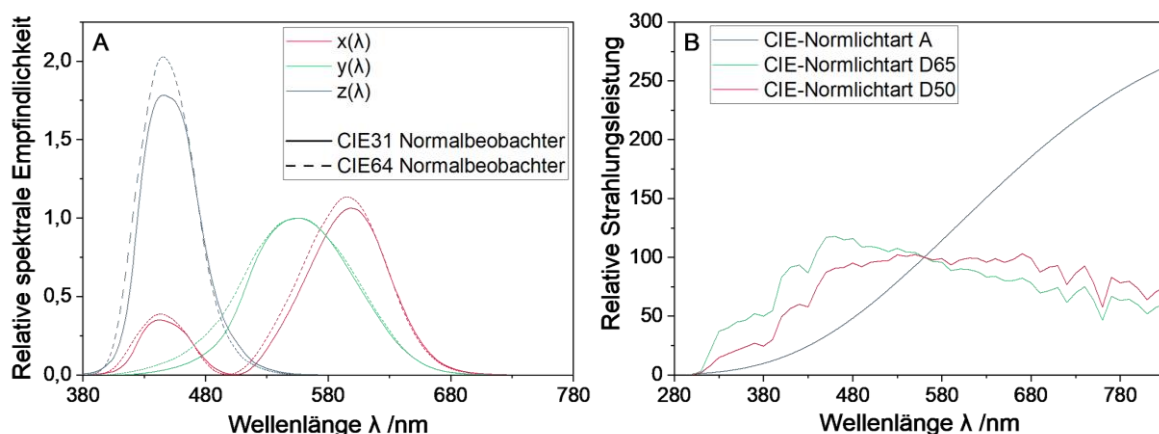 A
Relative spektrale Empfindlichkeit
2,0
1,5
1,0
0,5
0,0
380
480
580
680
780
Wellenlänge λ /nm
x(λ)
y(λ)
z(λ)
CIE31 Normalbeobachter
CIE64 Normalbeobachter
B
Relative Strahlungsleistung
300
250
200
150
100
50
0
280
380
480
580
680
780
Wellenlänge λ /nm
CIE-Normlichtart A
CIE-Normlichtart D65
CIE-Normlichtart D50